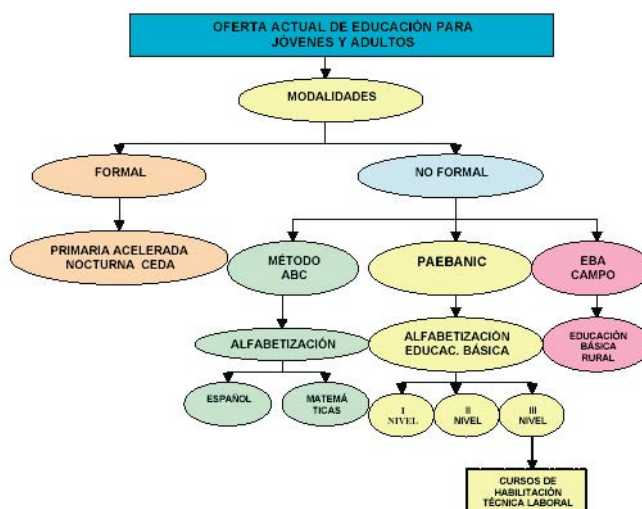 OFERTA ACTUAL DE EDUCACIÓN PARA
JÓVENES Y ADULTOS
MODALIDADES
FORMAL
NO FORMAL
PRIMARIA ACELERADA
NOCTURNA CEDA
MÉTODO
ABC
PAEBANIC
EBA
CAMPO
ALFABETIZACIÓN
ALFABETIZACIÓN
EDUCAC. BÁSICA
EDUCACIÓN
BÁSICA
RURAL
ESPAÑOL
MATEMÁ
TICAS
I
NIVEL
II
NIVEL
III
NIVEL
CURSOS DE
HABILITACIÓN
TÉCNICA LABORAL